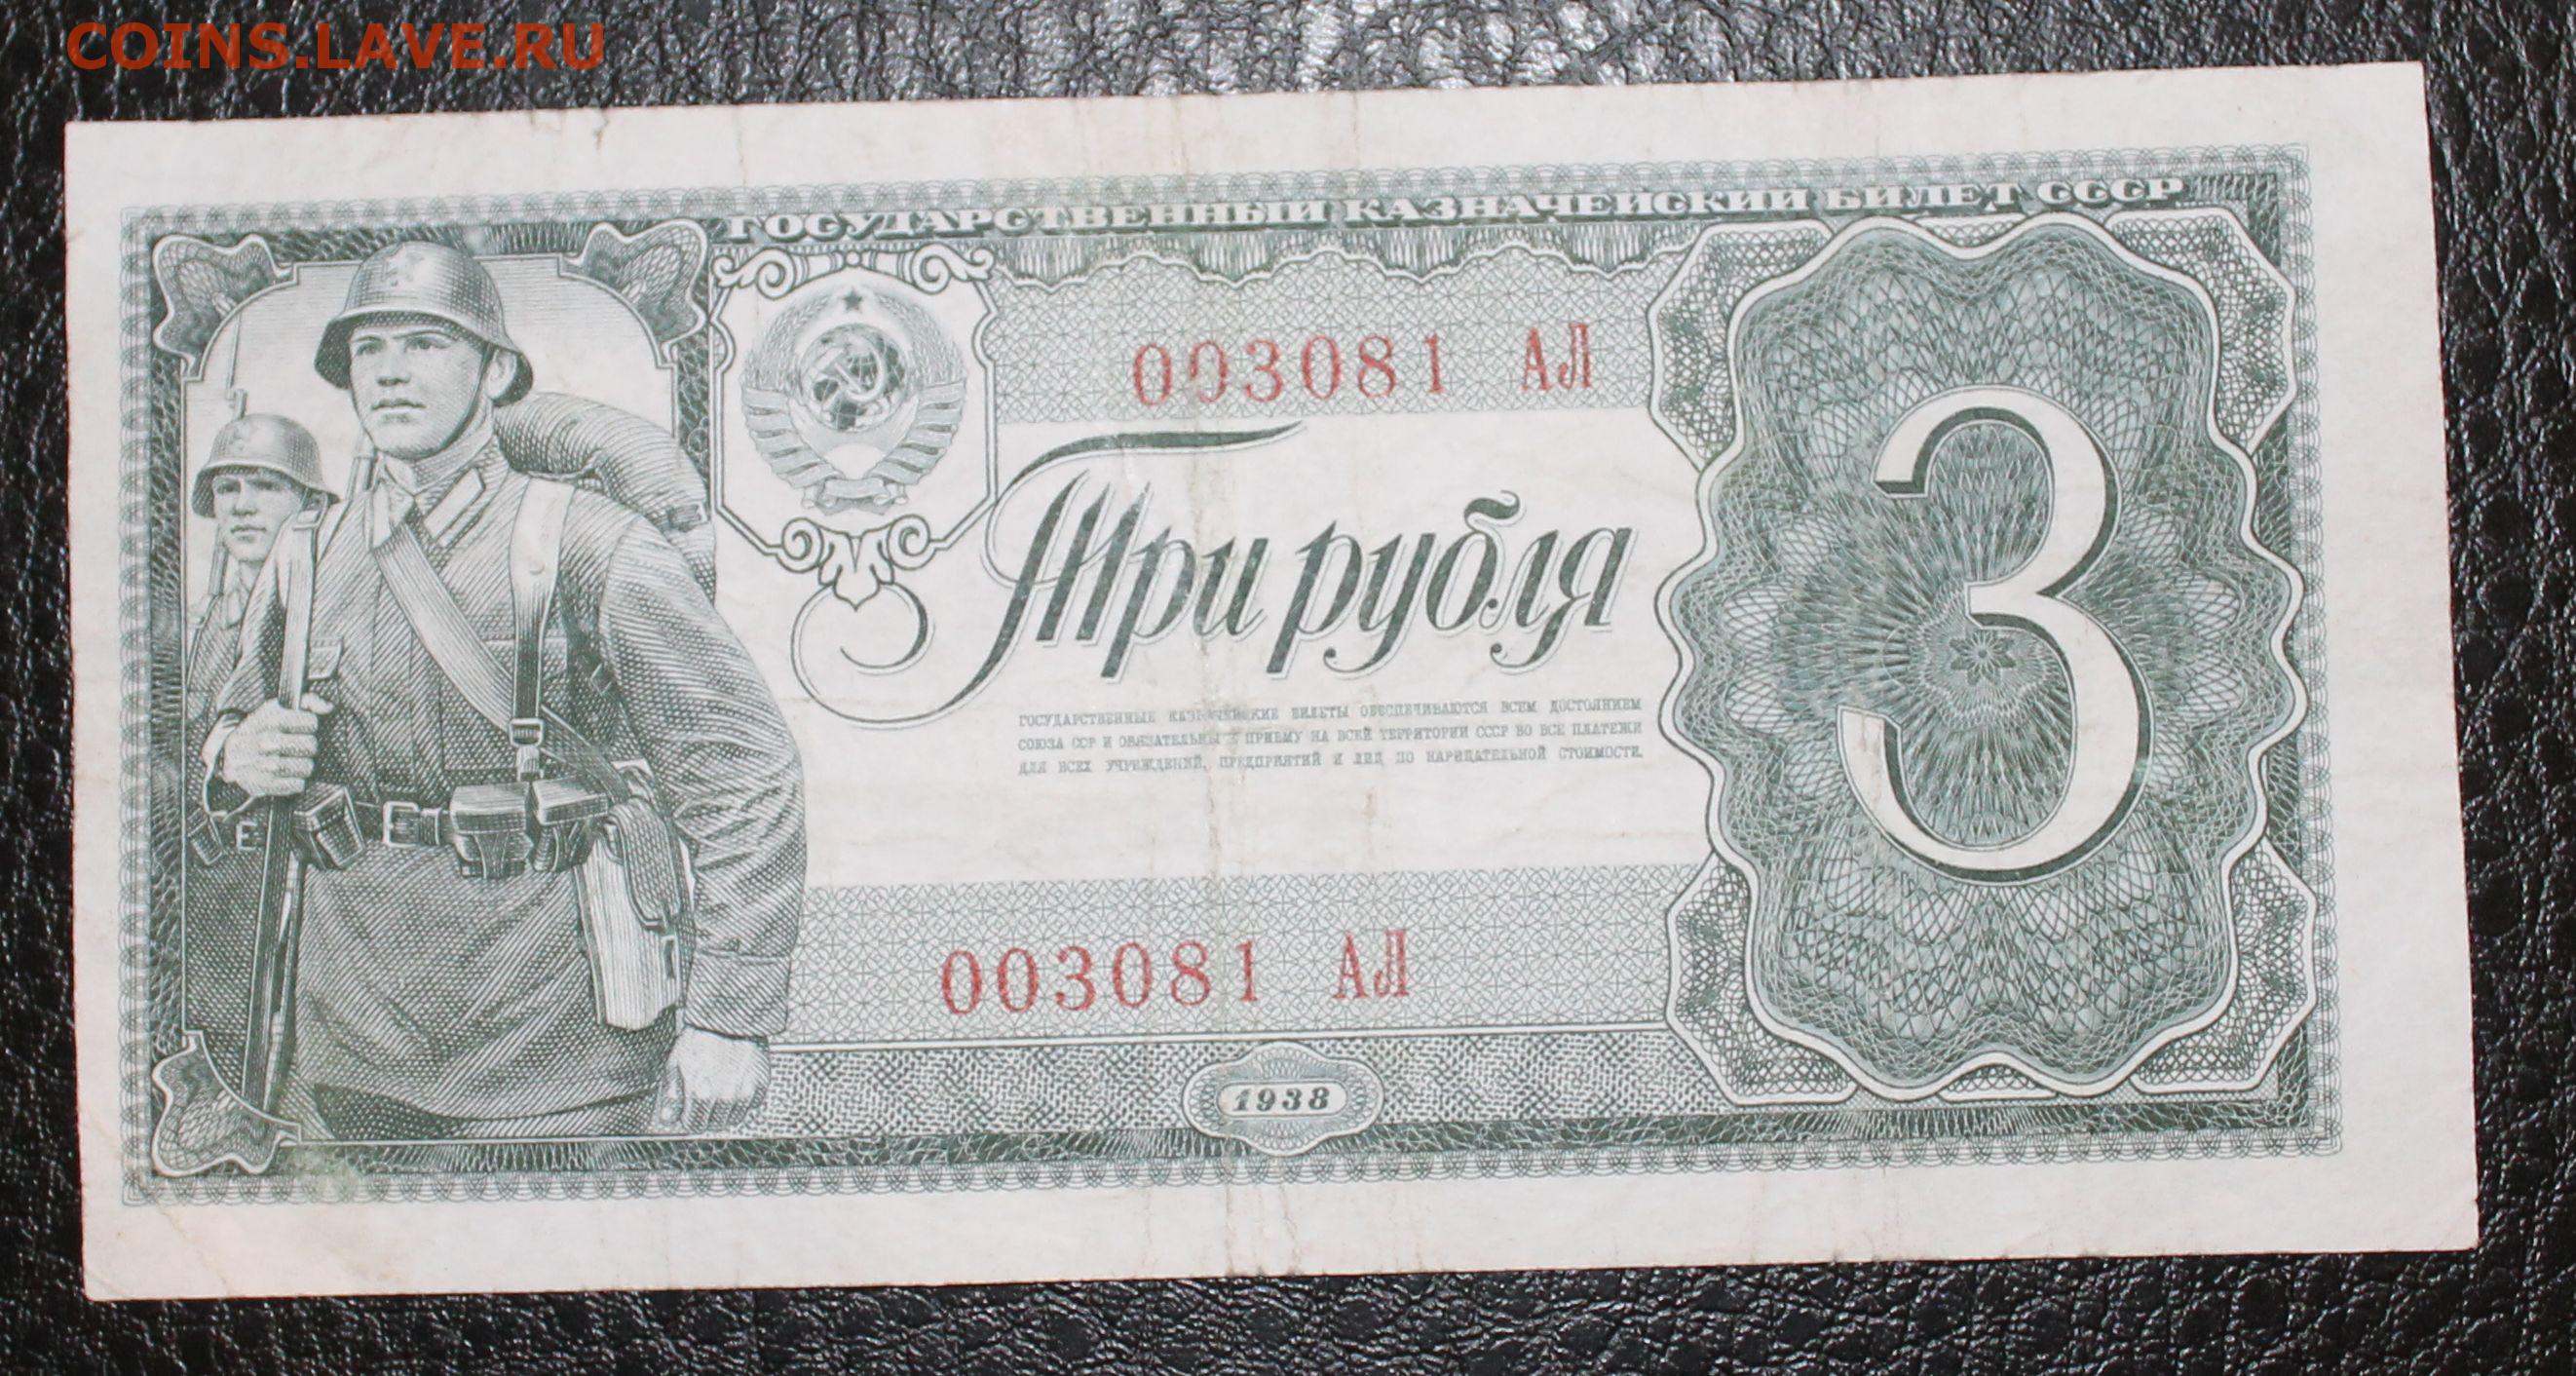 COINS.LAVE.RU
ГОСУДАРСТВЕННЫЙ КАЗНАЧЕЙСКИЙ БИЛЕТ СССР
003081 АЛ
Три рубля
3
ГОСУДАРСТВЕННЫЕ КАЗНАЧЕЙСКИЕ БИЛЕТЫ ОБЕСПЕЧИВАЮТСЯ ВСЕМ ДОСТОЯНИЕМ
СОЮЗА ССР И ОБЯЗАТЕЛЬНЫ К ПРИЕМУ НА ВСЕЙ ТЕРРИТОРИИ СССР ВО ВСЕ ПЛАТЕЖИ
ДЛЯ ВСЕХ УЧРЕЖДЕНИЙ, ПРЕДПРИЯТИЙ И ЛИЦ ПО НАРИЦАТЕЛЬНОЙ СТОИМОСТИ.
003081 АЛ
1938